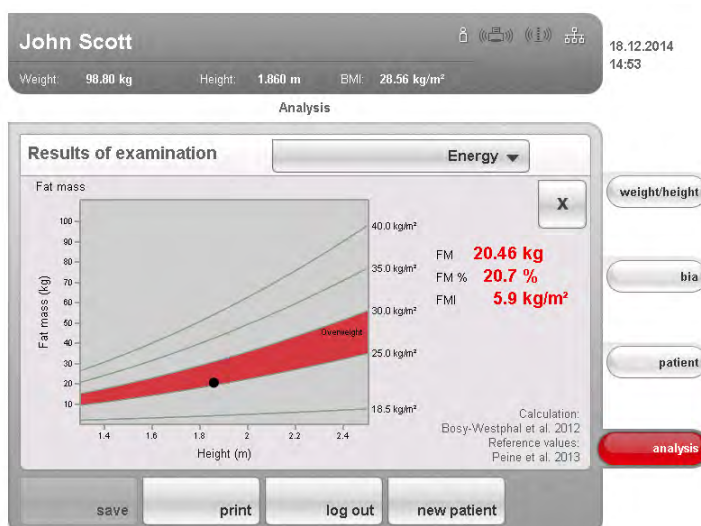 John Scott
Weight: 98.80 kg Height: 1.860 m BMI: 28.56 kg/m²
18.12.2014
14:53
Analysis
Results of examination
Energy
Fat mass
X
weight/height
bia
patient
analysis
Fat mass (kg)
100
90
80
70
60
50
40
30
20
10
1.4 1.6 1.8 2 2.2 2.4
Height (m)
40.0 kg/m²
35.0 kg/m²
30.0 kg/m²
Overweight
25.0 kg/m²
18.5 kg/m²
FM 20.46 kg
FM % 20.7 %
FMI 5.9 kg/m²
Calculation:
Bosy-Westphal et al. 2012
Reference values:
Peine et al. 2013
save print log out new patient